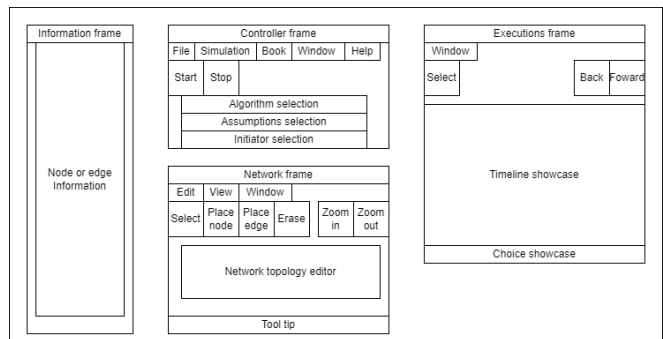 Information frame
Node or edge
Information
Controller frame
File Simulation Book Window Help
Start Stop
Algorithm selection
Assumptions selection
Initiator selection
Network frame
Edit View Window
Select Place node Place edge Erase Zoom in Zoom out
Network topology editor
Tool tip
Executions frame
Window
Select Back Foward
Timeline showcase
Choice showcase